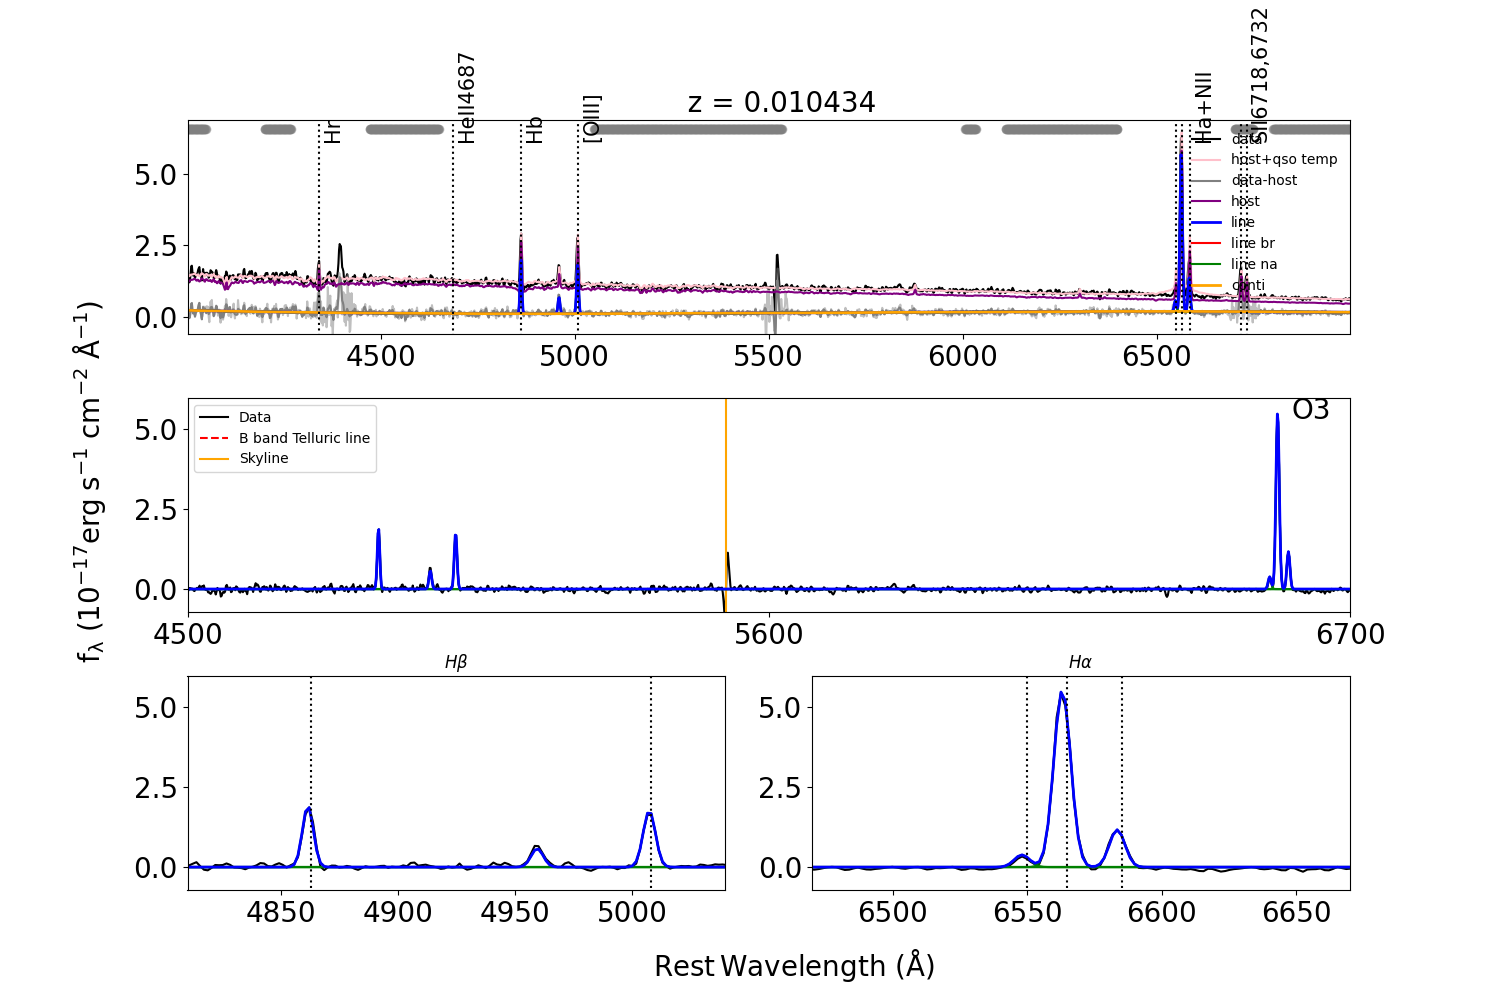 z = 0.010434
Hr
HeII4687
Hb
[OIII]
Ha+NII
SII6718,6732
data
host+qso temp
data-host
host
line
line br
line na
conti
5.0
2.5
0.0
4500 5000 5500 6000 6500
Data
B band Telluric line
Skyline
O3
5.0
2.5
0.0
4500 5600 6700
fλ (10−17erg s−1 cm−2 Å−1)
Hβ
5.0
2.5
0.0
4850 4900 4950 5000
Hα
5.0
2.5
0.0
6500 6550 6600 6650
Rest Wavelength (Å)